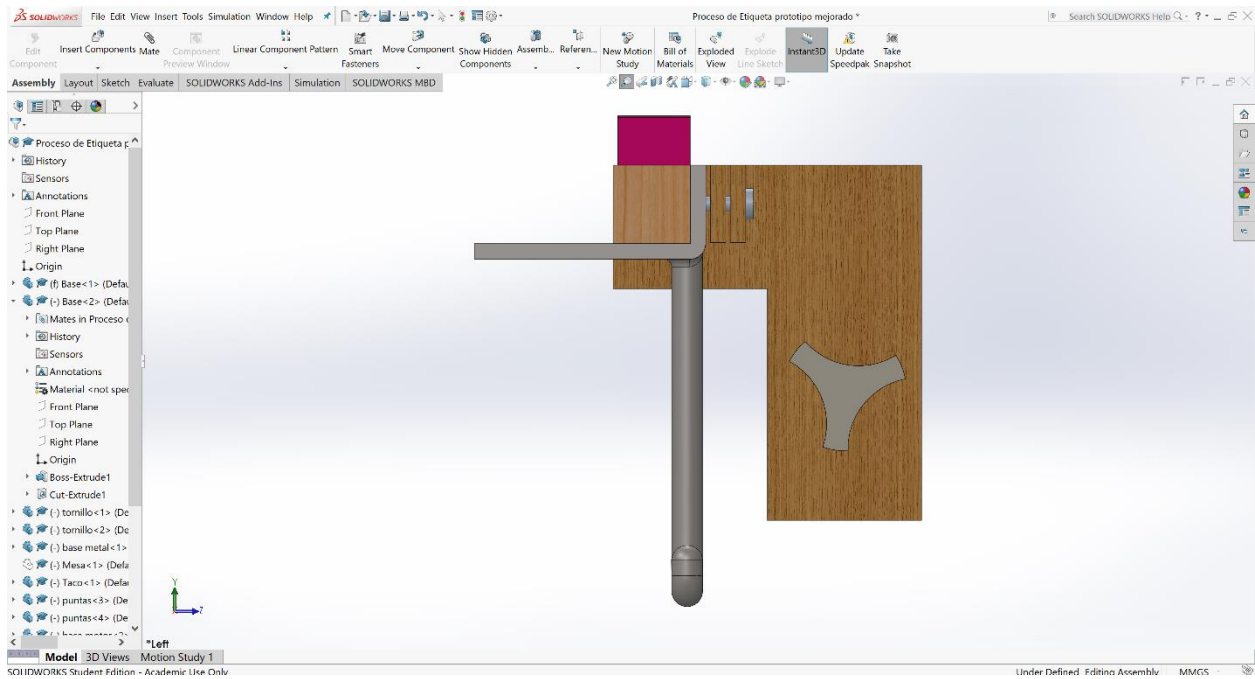 SOLIDWORKS File Edit View Insert Tools Simulation Window Help Proceso de Etiqueta prototipo mejorado * Search SOLIDWORKS Help
Edit Component
Insert Components
Mate
Component Preview Window
Linear Component Pattern
Smart Fasteners
Move Component
Show Hidden Components
Assemb...
Referen...
New Motion Study
Bill of Materials
Exploded View
Explode Line Sketch
Instant3D
Update Speedpak
Take Snapshot
Assembly Layout Sketch Evaluate SOLIDWORKS Add-Ins Simulation SOLIDWORKS MBD
Proceso de Etiqueta p
History
Sensors
Annotations
Front Plane
Top Plane
Right Plane
Origin
(f) Base<1> (Defau
(-) Base<2> (Defau
Mates in Proceso
History
Sensors
Annotations
Material <not spec
Front Plane
Top Plane
Right Plane
Origin
Boss-Extrude1
Cut-Extrude1
(-) tornillo<1> (De
(-) tornillo<2> (De
(-) base metal<1>
(-) Mesa<1> (Defa
(-) Taco<1> (Defau
(-) puntas<3> (De
(-) puntas<4> (De
Y
Z
*Left
Model 3D Views Motion Study 1
SOLIDWORKS Student Edition - Academic Use Only Under Defined Editing Assembly MMGS